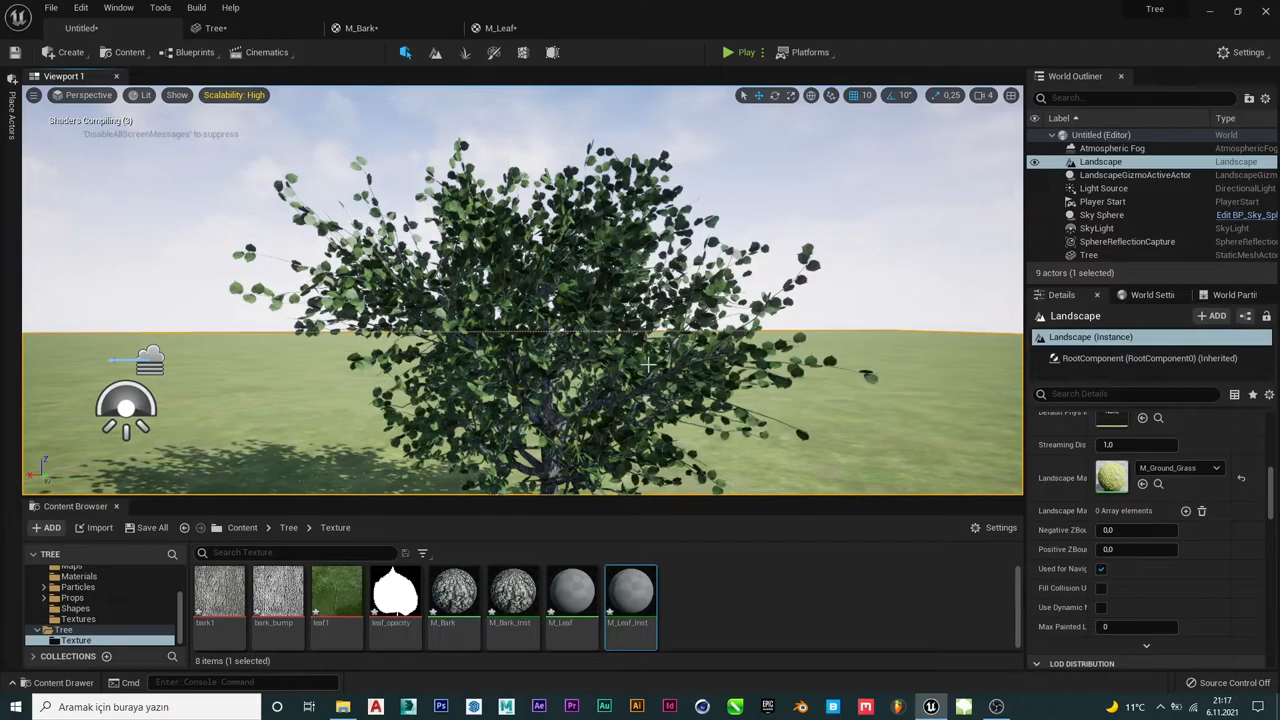 File Edit Window Tools Build Help
Tree
Untitled* Tree* M_Bark* M_Leaf*
Create Content Blueprints Cinematics Play Platforms Settings
Viewport 1
Perspective Lit Show Scalability: High 10 10° 0,25 4
Shaders Compiling (3)
'DisableAllScreenMessages' to suppress
Place Actors
World Outliner
Search...
Label Type
Untitled (Editor) World
Atmospheric Fog AtmosphericFog
Landscape Landscape
LandscapeGizmoActiveActor LandscapeGizm
Light Source DirectionalLight
Player Start PlayerStart
Sky Sphere Edit BP_Sky_Sp
SkyLight SkyLight
SphereReflectionCapture SphereReflection
Tree StaticMeshActo
9 actors (1 selected)
Details World Setti World Parti
Landscape ADD
Landscape (Instance)
RootComponent (RootComponent0) (Inherited)
Search Details
Default Phys
Streaming Dis 1,0
Landscape Ma M_Ground_Grass
Landscape Ma 0 Array elements
Negative ZBou 0,0
Positive ZBou 0,0
Used for Navig
Fill Collision U
Use Dynamic
Max Painted L 0
LOD DISTRIBUTION
Content Browser
ADD Import Save All Content Tree Texture Settings
TREE
Search Texture
Maps
Materials
Particles
Props
Shapes
Textures
Tree
Texture
COLLECTIONS
bark1 bark_bump leaf1 leaf_opacity M_Bark M_Bark_Inst M_Leaf M_Leaf_Inst
8 items (1 selected)
Content Drawer Cmd Enter Console Command Source Control Off
Aramak için buraya yazın
11°C
21:17
6.11.2021